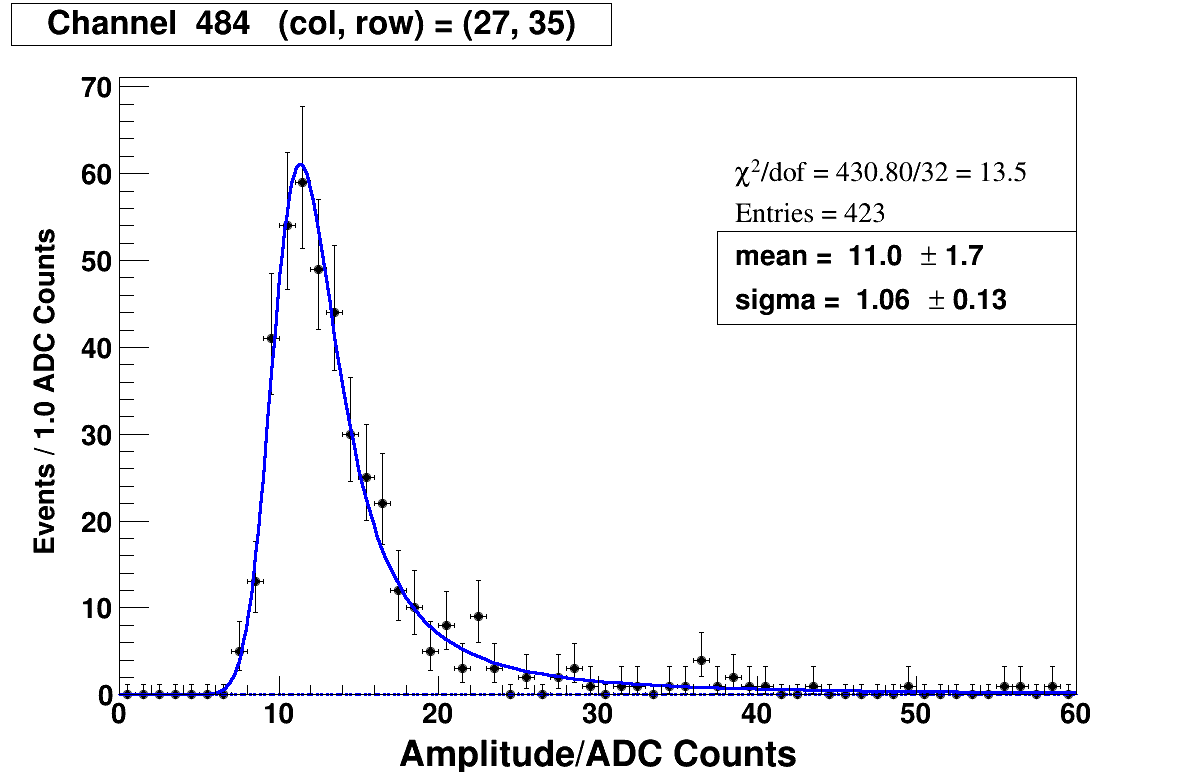 Channel 484 (col, row) = (27, 35)
70
60
50
40
30
20
10
0
Events / 1.0 ADC Counts
χ²/dof = 430.80/32 = 13.5
Entries = 423
mean = 11.0 ± 1.7
sigma = 1.06 ± 0.13
0 10 20 30 40 50 60
Amplitude/ADC Counts